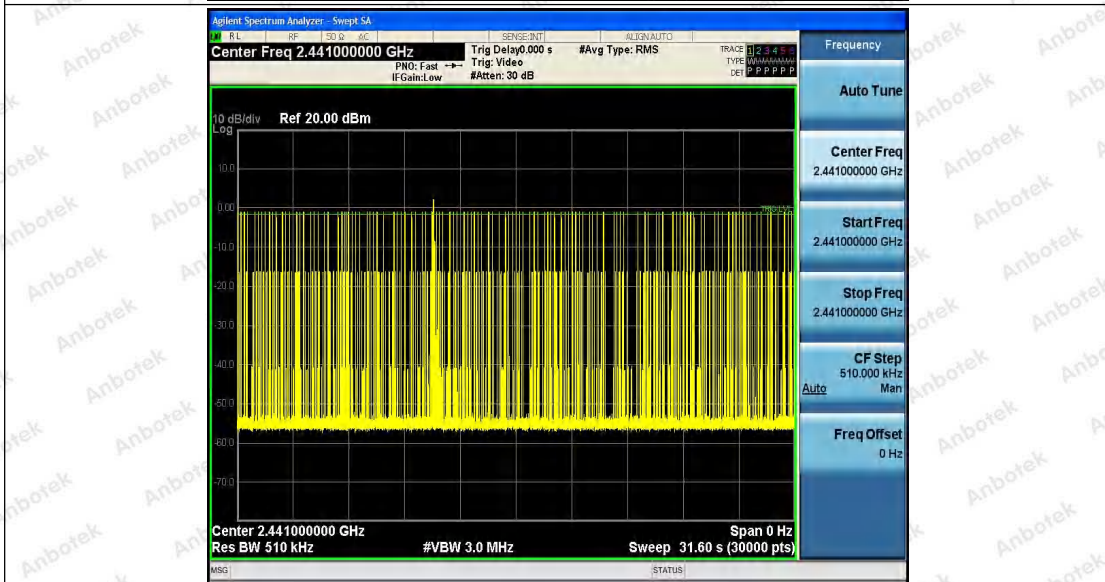 Agilent Spectrum Analyzer - Swept SA
RL RF 50 Ω AC SENSE:INT ALIGN AUTO
Center Freq 2.441000000 GHz
PNO: Fast
IFGain:Low
Trig Delay0.000 s
Trig: Video
#Atten: 30 dB
#Avg Type: RMS
TRACE 1 2 3 4 5 6
TYPE
DET P P P P P P
10 dB/div Ref 20.00 dBm
Log
10.0
0.00
TRIG LVL
-10.0
-20.0
-30.0
-40.0
-50.0
-60.0
-70.0
Center 2.441000000 GHz
Span 0 Hz
Res BW 510 kHz
#VBW 3.0 MHz
Sweep 31.60 s (30000 pts)
MSG
STATUS
Frequency
Auto Tune
Center Freq
2.441000000 GHz
Start Freq
2.441000000 GHz
Stop Freq
2.441000000 GHz
CF Step
510.000 kHz
Auto Man
Freq Offset
0 Hz
Anbotek